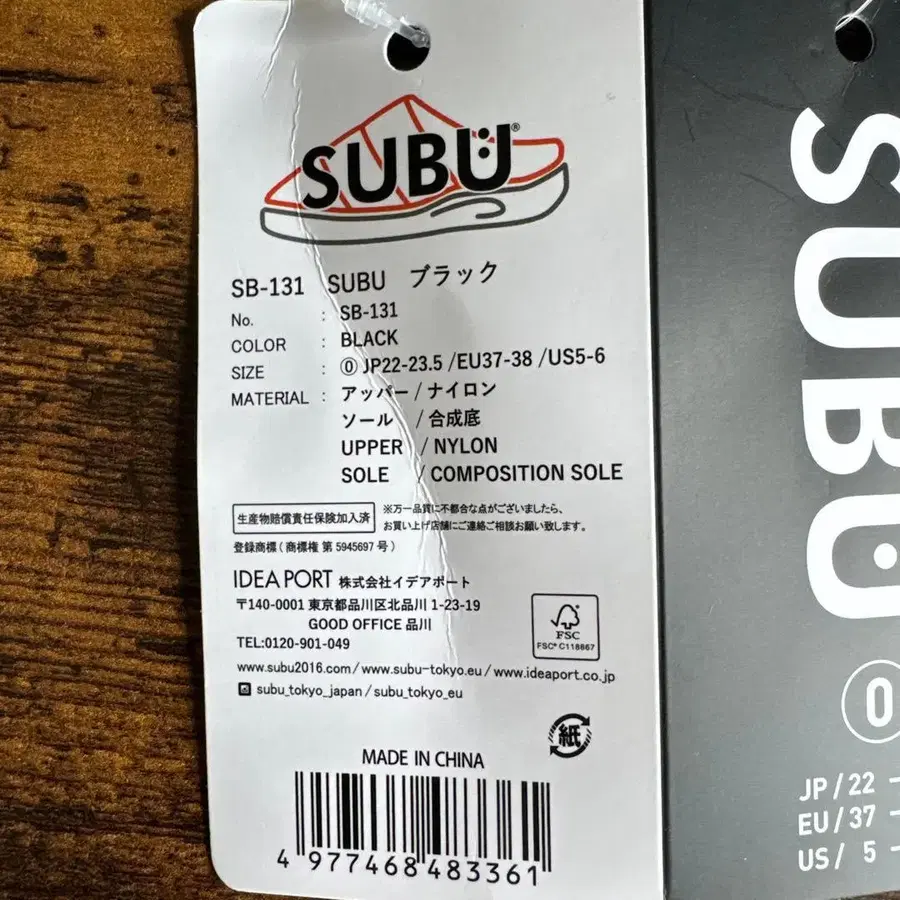 SUBU®
SB-131 SUBU ブラック
No. : SB-131
COLOR : BLACK
SIZE : ⓪ JP22-23.5 /EU37-38 /US5-6
MATERIAL : アッパー / ナイロン
ソール / 合成底
UPPER / NYLON
SOLE / COMPOSITION SOLE
生産物賠償責任保険加入済
※万一品質に不都合な点がございましたら、
お買い上げ店舗にご連絡ご相談お願い致します。
登録商標(商標権 第 5945697 号)
IDEA PORT 株式会社イデアポート
〒140-0001 東京都品川区北品川 1-23-19
GOOD OFFICE 品川
TEL:0120-901-049
www.subu2016.com / www.subu-tokyo.eu / www.ideaport.co.jp
subu_tokyo_japan / subu_tokyo_eu
FSC
FSC® C118867
紙
MADE IN CHINA
4 977468 483361
SUBU
0
JP / 22 –
EU / 37 –
US / 5 –